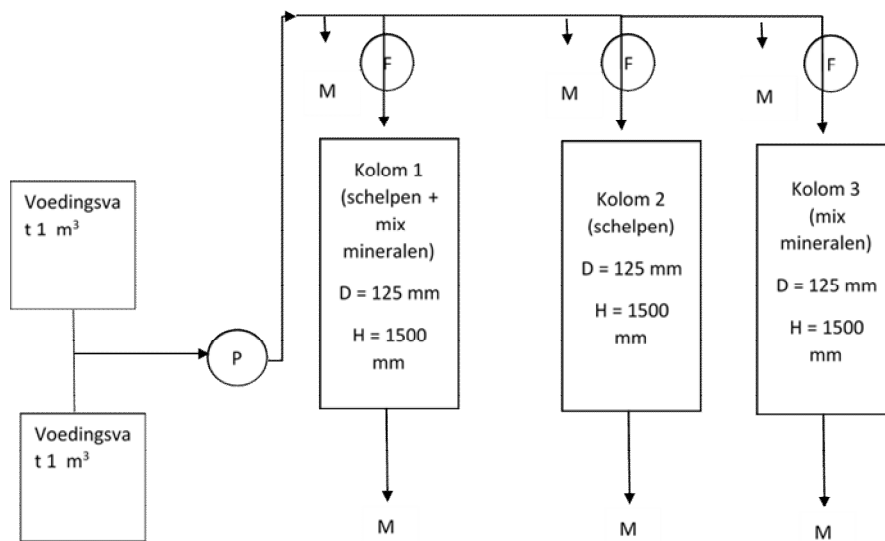 F
F
F
M
M
M
Kolom 1
(schelpen +
mix
mineralen)
D = 125 mm
H = 1500
mm
Kolom 2
(schelpen)
D = 125 mm
H = 1500
mm
Kolom 3
(mix
mineralen)
D = 125 mm
H = 1500
mm
Voedingsva
t 1 m³
P
Voedingsva
t 1 m³
M
M
M